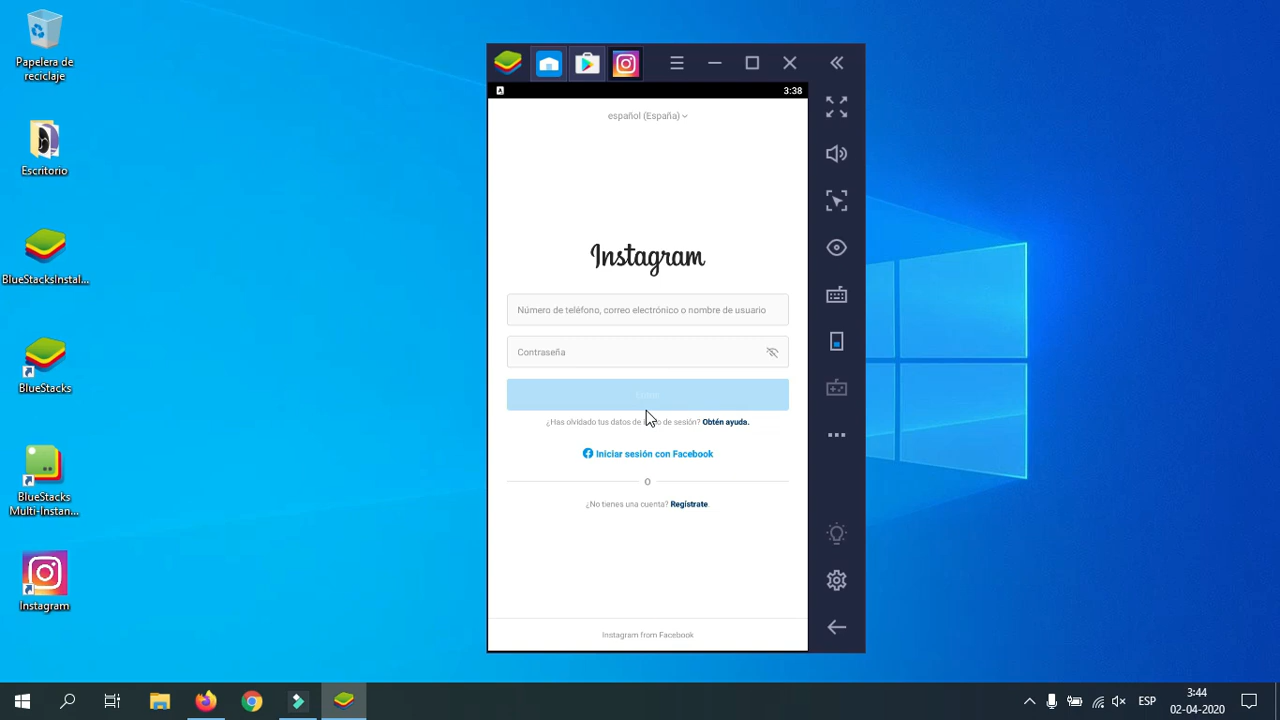 Papelera de
reciclaje
Escritorio
BlueStacksInstal...
BlueStacks
BlueStacks
Multi-Instan...
Instagram
3:38
español (España)
Instagram
Número de teléfono, correo electrónico o nombre de usuario
Contraseña
¿Has olvidado tus datos de de sesión? Obtén ayuda.
Iniciar sesión con Facebook
O
¿No tienes una cuenta? Regístrate.
Instagram from Facebook
ESP
3:44
02-04-2020